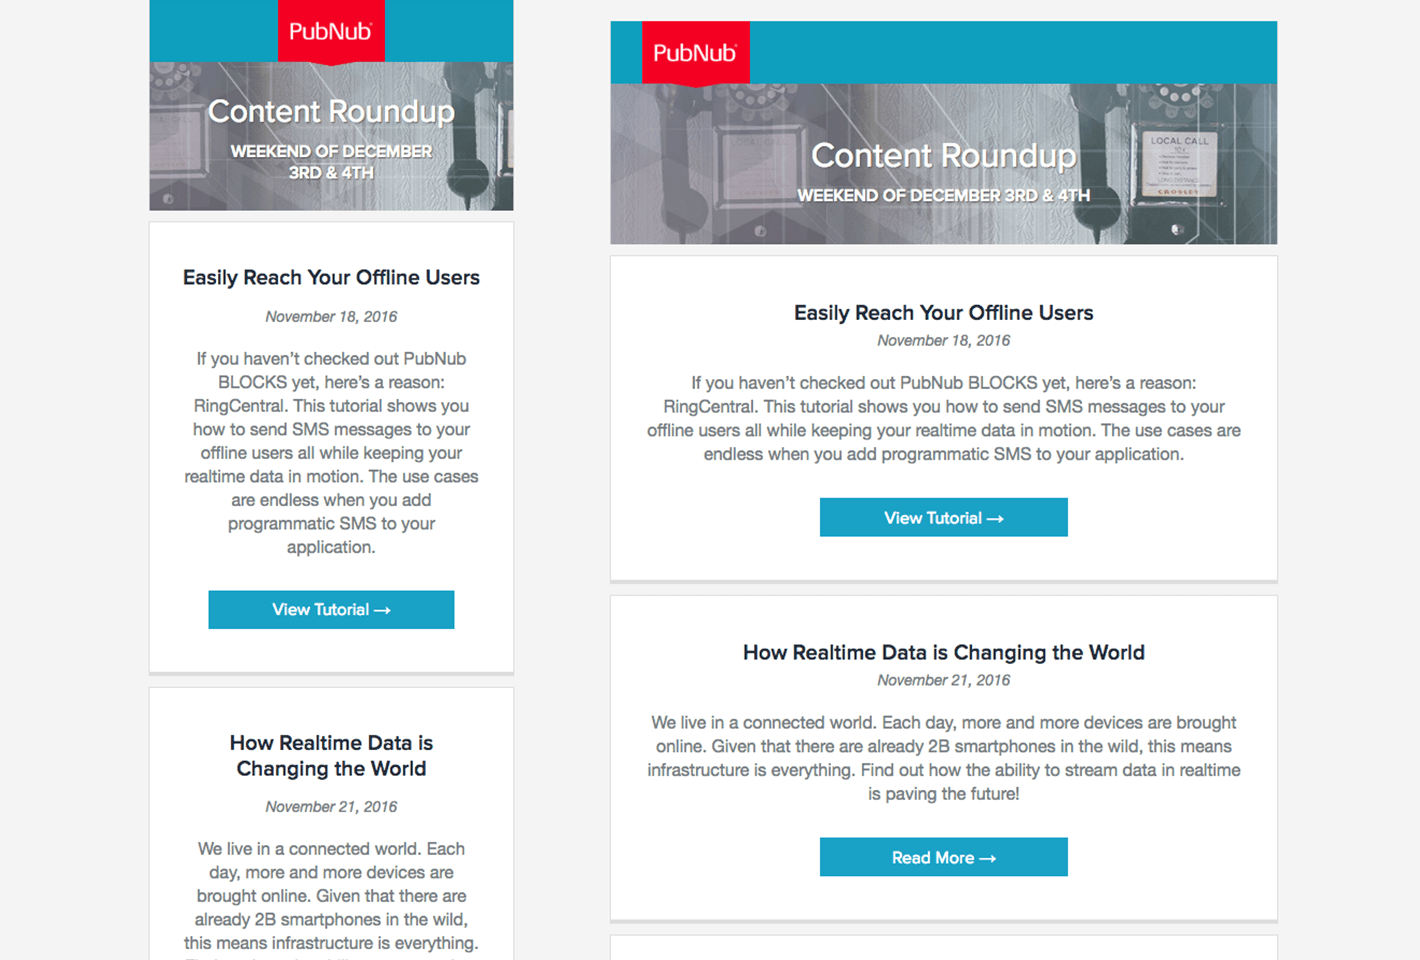 PubNub
Content Roundup
WEEKEND OF DECEMBER
3RD & 4TH
Easily Reach Your Offline Users
November 18, 2016
If you haven’t checked out PubNub
BLOCKS yet, here’s a reason:
RingCentral. This tutorial shows you
how to send SMS messages to your
offline users all while keeping your
realtime data in motion. The use cases
are endless when you add
programmatic SMS to your
application.
View Tutorial →
How Realtime Data is
Changing the World
November 21, 2016
We live in a connected world. Each
day, more and more devices are
brought online. Given that there are
already 2B smartphones in the wild,
this means infrastructure is everything.
PubNub
Content Roundup
WEEKEND OF DECEMBER 3RD & 4TH
LOCAL CALL
LONG DISTANCE
CROSLEY
Easily Reach Your Offline Users
November 18, 2016
If you haven’t checked out PubNub BLOCKS yet, here’s a reason:
RingCentral. This tutorial shows you how to send SMS messages to your
offline users all while keeping your realtime data in motion. The use cases are
endless when you add programmatic SMS to your application.
View Tutorial →
How Realtime Data is Changing the World
November 21, 2016
We live in a connected world. Each day, more and more devices are brought
online. Given that there are already 2B smartphones in the wild, this means
infrastructure is everything. Find out how the ability to stream data in realtime
is paving the future!
Read More →